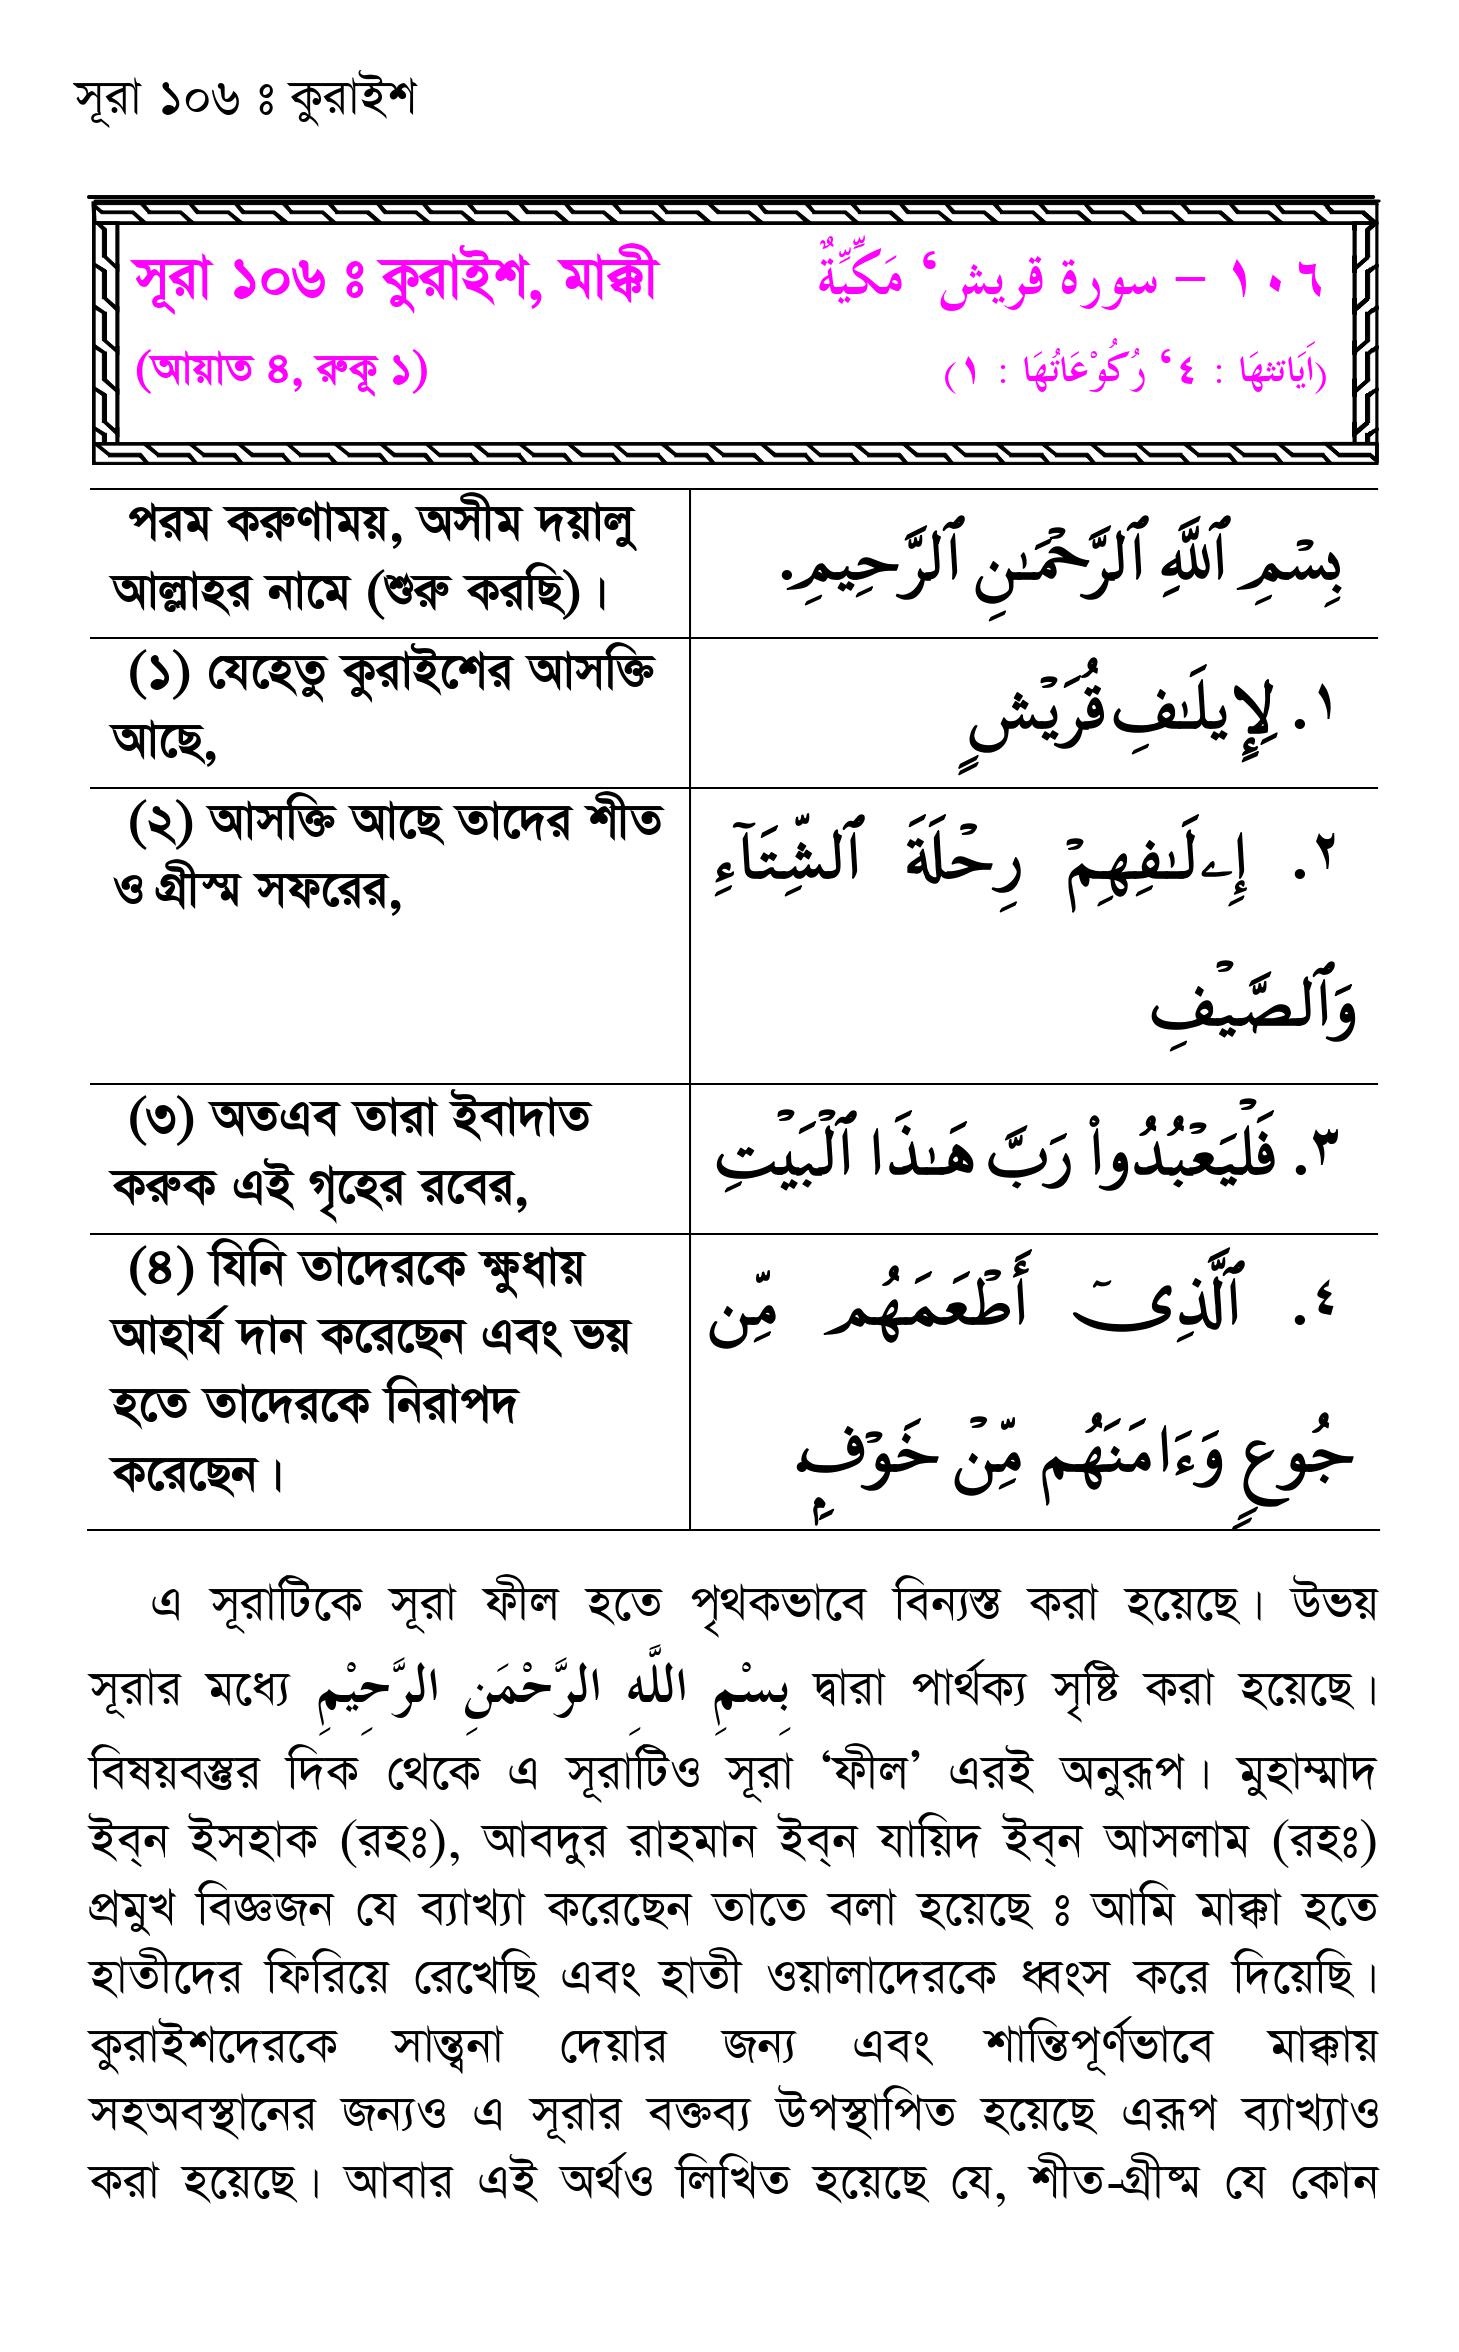 সূরা ১০৬ ঃ কুরাইশ
সূরা ১০৬ ঃ কুরাইশ, মাক্কী
١٠٦ – سورة قريش‘ مَكِّيَّةٌ
(আয়াত ৪, রুকূ ১)
(اَيَاتثهَا : ٤‘ رُكُوْعَاتُهَا : ١)
পরম করুণাময়, অসীম দয়ালু
আল্লাহর নামে (শুরু করছি)।
بِسۡمِ ٱللَّهِ ٱلرَّحۡمَـٰنِ ٱلرَّحِيمِ.
(১) যেহেতু কুরাইশের আসক্তি
আছে,
١. لِإِيلَـٰفِ قُرَيۡشٍ
(২) আসক্তি আছে তাদের শীত
ও গ্রীস্ম সফরের,
٢. إِۦلَـٰفِهِمۡ رِحۡلَةَ ٱلشِّتَآءِ
وَٱلصَّيۡفِ
(৩) অতএব তারা ইবাদাত
করুক এই গৃহের রবের,
٣. فَلۡيَعۡبُدُواْ رَبَّ هَـٰذَا ٱلۡبَيۡتِ
(৪) যিনি তাদেরকে ক্ষুধায়
আহার্য দান করেছেন এবং ভয়
হতে তাদেরকে নিরাপদ
করেছেন।
٤. ٱلَّذِىٓ أَطۡعَمَهُم مِّن
جُوعٍ وَءَامَنَهُم مِّنۡ خَوۡفٍۭ
এ সূরাটিকে সূরা ফীল হতে পৃথকভাবে বিন্যস্ত করা হয়েছে। উভয়
সূরার মধ্যে بِسْمِ اللَّهِ الرَّحْمَنِ الرَّحِيْمِ দ্বারা পার্থক্য সৃষ্টি করা হয়েছে।
বিষয়বস্তুর দিক থেকে এ সূরাটিও সূরা ‘ফীল’ এরই অনুরূপ। মুহাম্মাদ
ইব্‌ন ইসহাক (রহঃ), আবদুর রাহমান ইব্‌ন যায়িদ ইব্‌ন আসলাম (রহঃ)
প্রমুখ বিজ্ঞজন যে ব্যাখ্যা করেছেন তাতে বলা হয়েছে ঃ আমি মাক্কা হতে
হাতীদের ফিরিয়ে রেখেছি এবং হাতী ওয়ালাদেরকে ধ্বংস করে দিয়েছি।
কুরাইশদেরকে সান্ত্বনা দেয়ার জন্য এবং শান্তিপূর্ণভাবে মাক্কায়
সহঅবস্থানের জন্যও এ সূরার বক্তব্য উপস্থাপিত হয়েছে এরূপ ব্যাখ্যাও
করা হয়েছে। আবার এই অর্থও লিখিত হয়েছে যে, শীত-গ্রীষ্ম যে কোন